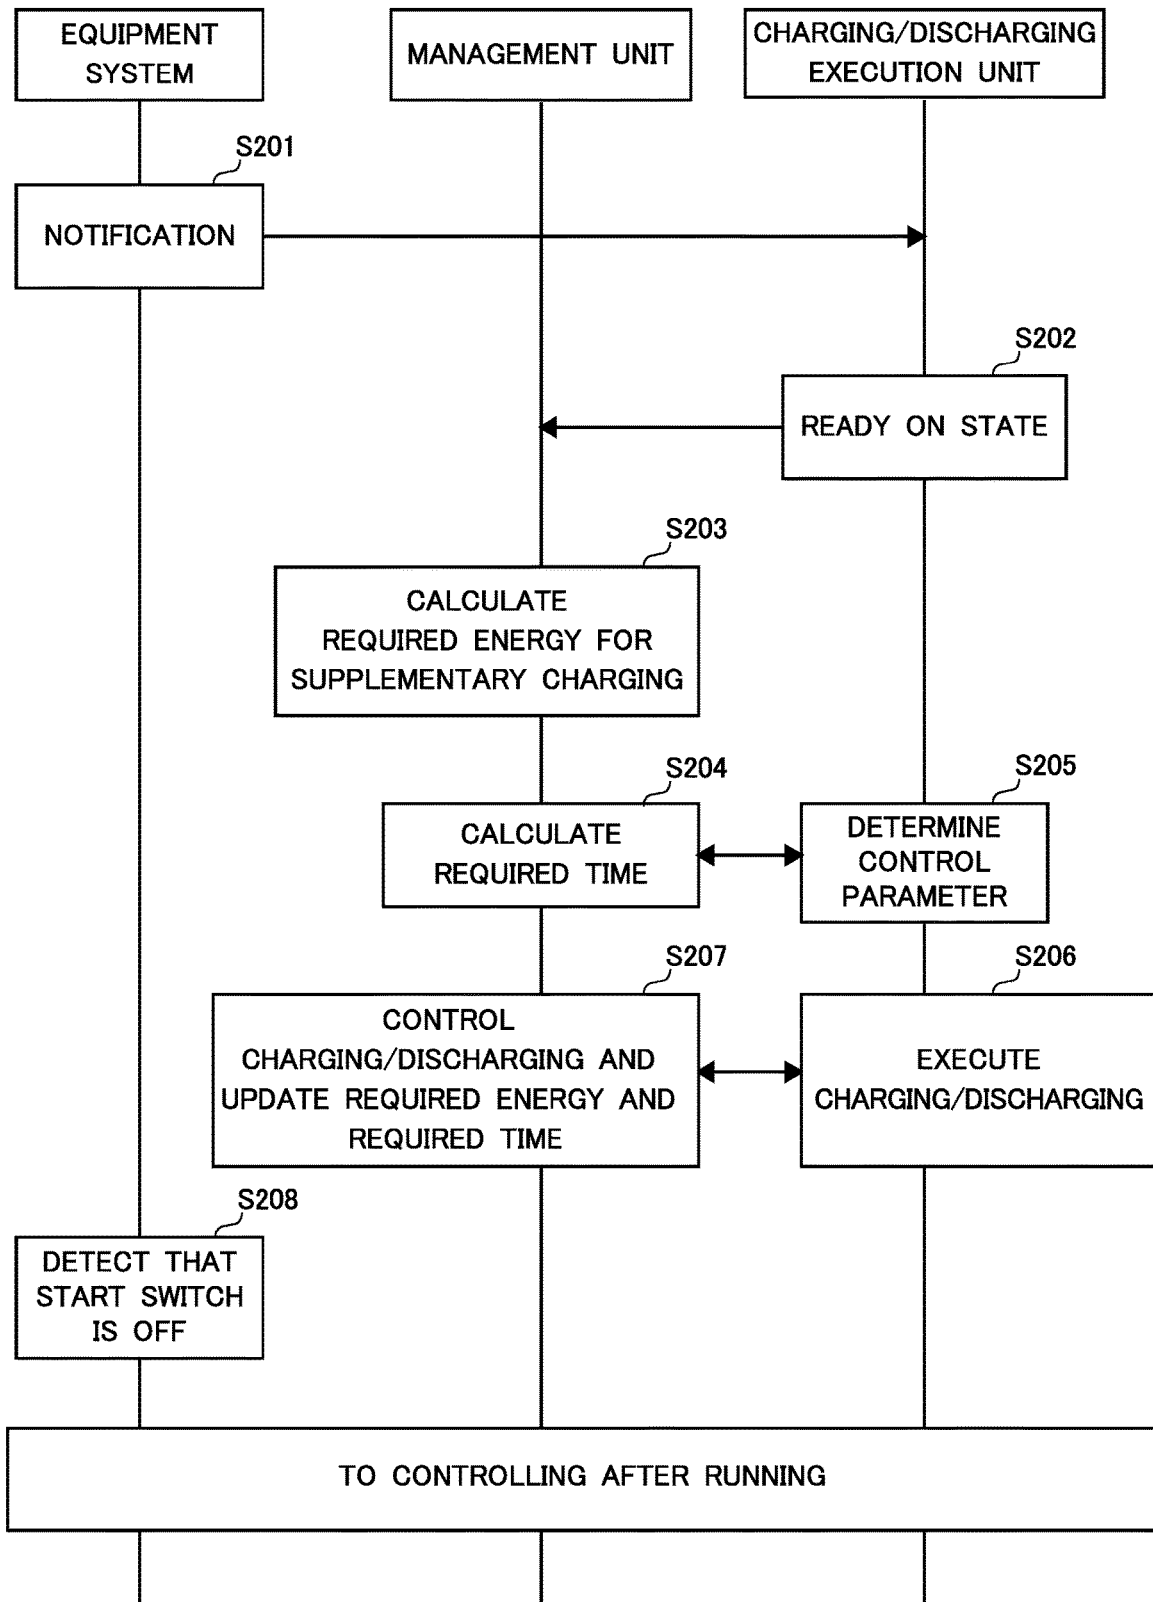 EQUIPMENT
SYSTEM
MANAGEMENT UNIT
CHARGING/DISCHARGING
EXECUTION UNIT
S201
NOTIFICATION
S202
READY ON STATE
S203
CALCULATE
REQUIRED ENERGY FOR
SUPPLEMENTARY CHARGING
S204
CALCULATE
REQUIRED TIME
S205
DETERMINE
CONTROL
PARAMETER
S207
CONTROL
CHARGING/DISCHARGING AND
UPDATE REQUIRED ENERGY AND
REQUIRED TIME
S206
EXECUTE
CHARGING/DISCHARGING
S208
DETECT THAT
START SWITCH
IS OFF
TO CONTROLLING AFTER RUNNING